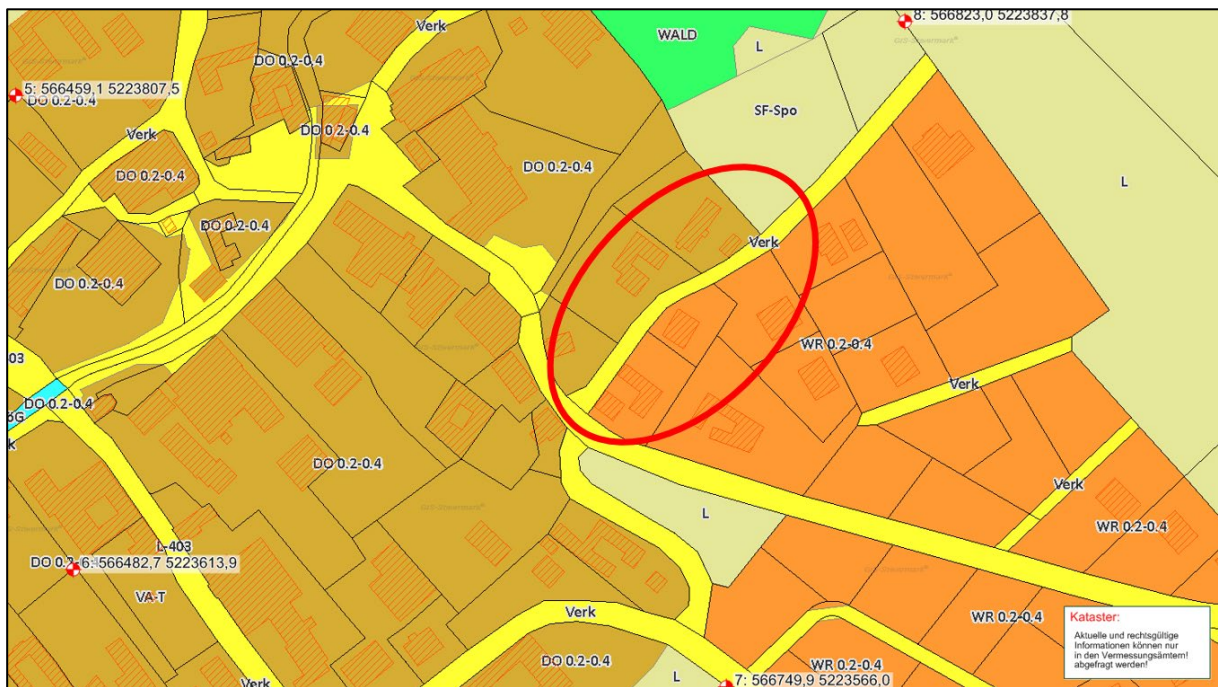 8: 566823,0 5223837,8
Verk
WALD
L
DO 0.2-0.4
5: 566459,1 5223807,5
DO 0.2-0.4
SF-Spo
Verk
DO 0.2-0.4
DO 0.2-0.4
DO 0.2-0.4
L
DO 0.2-0.4
Verk
DO 0.2-0.4
WR 0.2-0.4
03
Verk
DO 0.2-0.4
DO 0.2-0.4
Verk
WR 0.2-0.4
L
L-403
DO 0.2
6: 566482,7 5223613,9
VA-T
Verk
WR 0.2-0.4
DO 0.2-0.4
WR 0.2-0.4
L
7: 566749,9 5223566,0
Verk
Kataster:
Aktuelle und rechtsgültige
Informationen können nur
in den Vermessungsämtern!
abgefragt werden!